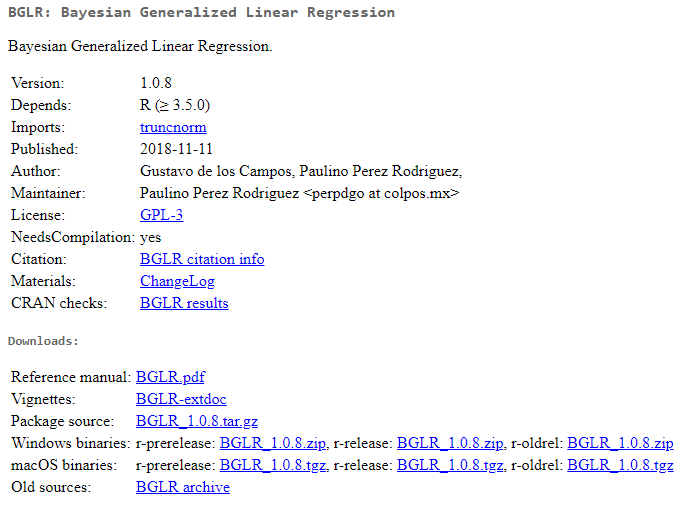 BGLR: Bayesian Generalized Linear Regression
Bayesian Generalized Linear Regression.
Version: 1.0.8
Depends: R (≥ 3.5.0)
Imports: truncnorm
Published: 2018-11-11
Author: Gustavo de los Campos, Paulino Perez Rodriguez,
Maintainer: Paulino Perez Rodriguez <perpdgo at colpos.mx>
License: GPL-3
NeedsCompilation: yes
Citation: BGLR citation info
Materials: ChangeLog
CRAN checks: BGLR results
Downloads:
Reference manual: BGLR.pdf
Vignettes: BGLR-extdoc
Package source: BGLR_1.0.8.tar.gz
Windows binaries: r-prerelease: BGLR_1.0.8.zip, r-release: BGLR_1.0.8.zip, r-oldrel: BGLR_1.0.8.zip
macOS binaries: r-prerelease: BGLR_1.0.8.tgz, r-release: BGLR_1.0.8.tgz, r-oldrel: BGLR_1.0.8.tgz
Old sources: BGLR archive